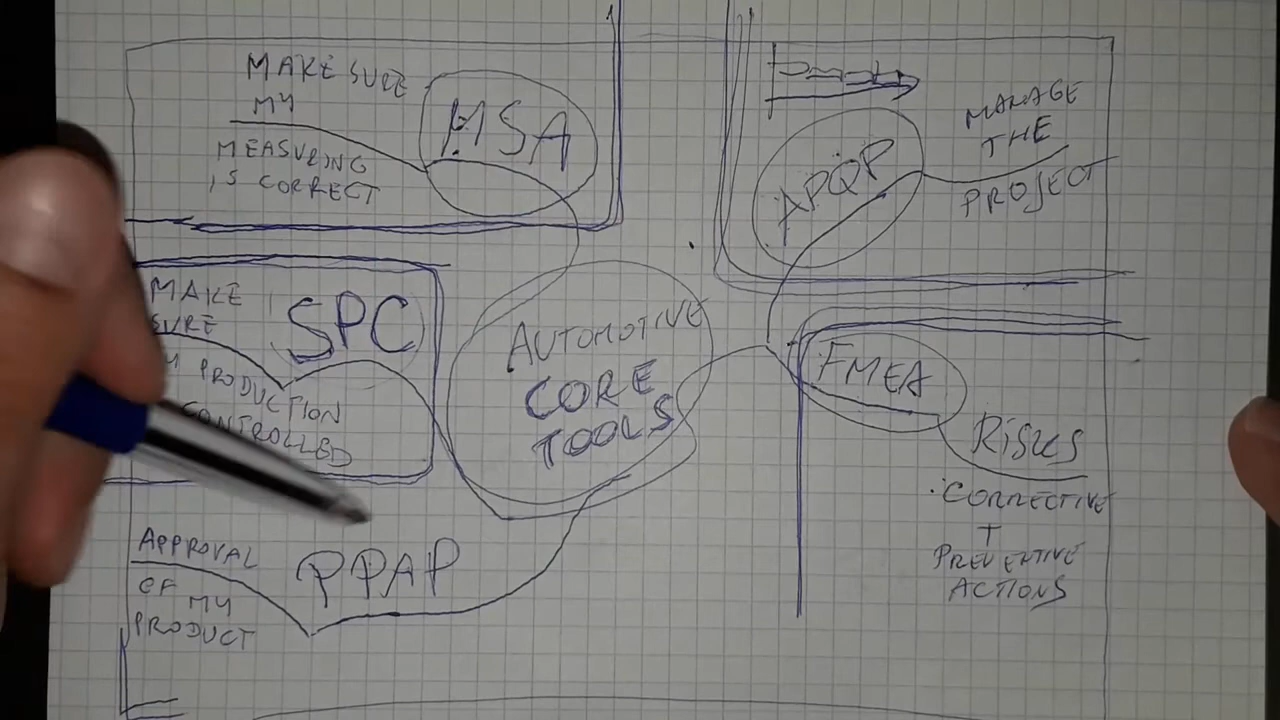 MAKE SURE
MY
MEASURING
IS CORRECT
MSA
APQP
MANAGE
THE
PROJECT
MAKE
SURE
PRODUCTION
CONTROLLED
SPC
AUTOMOTIVE
CORE
TOOLS
FMEA
RISKS
CORRECTIVE
+
PREVENTIVE
ACTIONS
APPROVAL
OF MY
PRODUCT
PPAP